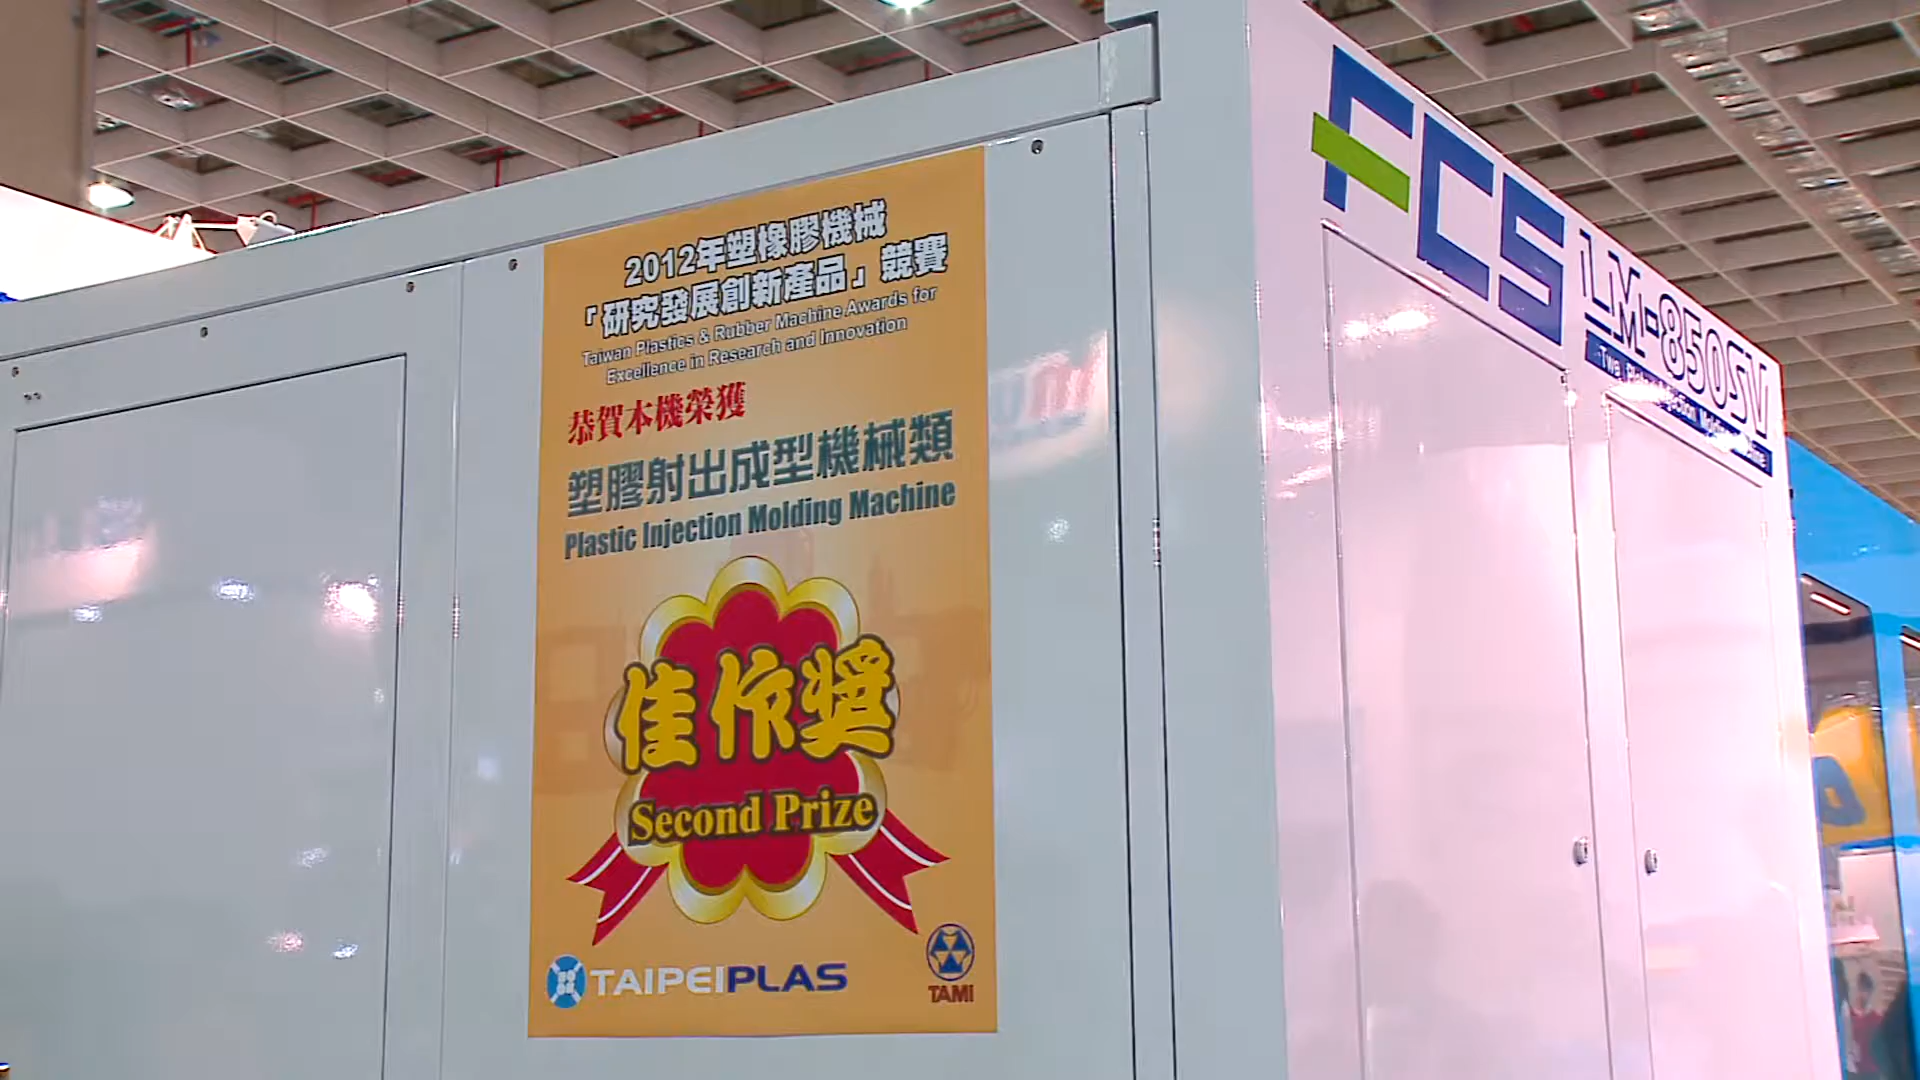 2012年塑橡膠機械
「研究發展創新產品」競賽
Taiwan Plastics & Rubber Machine Awards for
Excellence in Research and Innovation
恭賀本機榮獲
塑膠射出成型機械類
Plastic Injection Molding Machine
佳作獎
Second Prize
TAIPEIPLAS
TAMI
FCS
LM-850SV